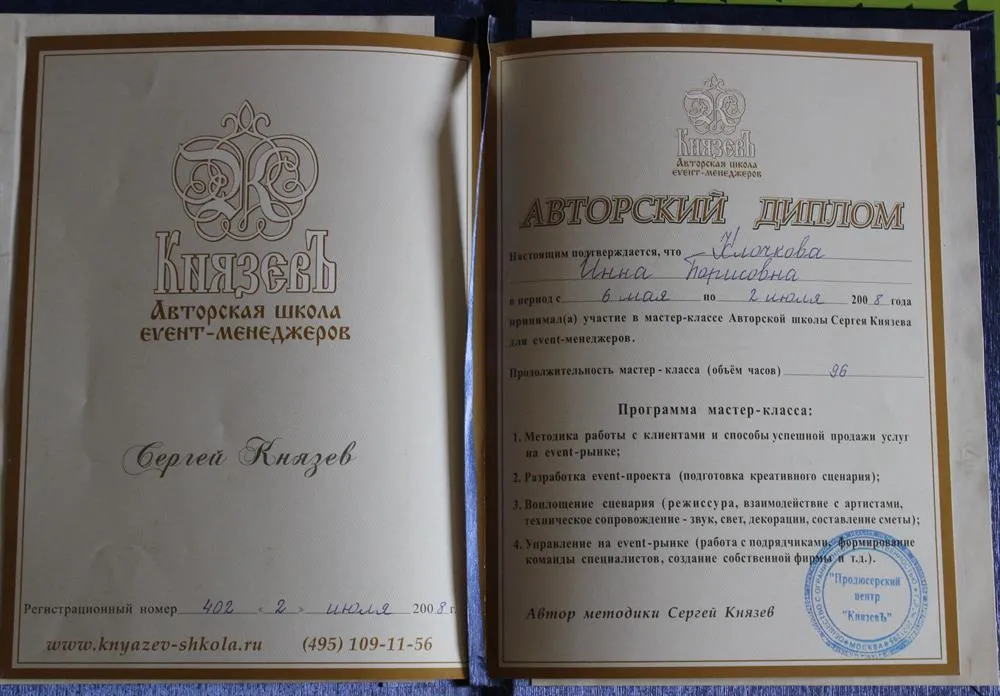 КнязевЪ
Авторская школа
event-менеджеров
Сергей Князев
Регистрационный номер 402 « 2 » июля 2008 г.
www.knyazev-shkola.ru (495) 109-11-56
КнязевЪ
Авторская школа
event-менеджеров
АВТОРСКИЙ ДИПЛОМ
Настоящим подтверждается, что Клочкова
Инна Борисовна
в период с 6 мая по 2 июля 2008 года
принимал(а) участие в мастер-классе Авторской школы Сергея Князева
для event-менеджеров.
Продолжительность мастер-класса (объём часов) 96
Программа мастер-класса:
1. Методика работы с клиентами и способы успешной продажи услуг
на event-рынке;
2. Разработка event-проекта (подготовка креативного сценария);
3. Воплощение сценария (режиссура, взаимодействие с артистами,
техническое сопровождение - звук, свет, декорации, составление сметы);
4. Управление на event-рынке (работа с подрядчиками, формирование
команды специалистов, создание собственной фирмы и т.д.).
Автор методики Сергей Князев
"Продюсерский
центр
"КнязевЪ"
МОСКВА